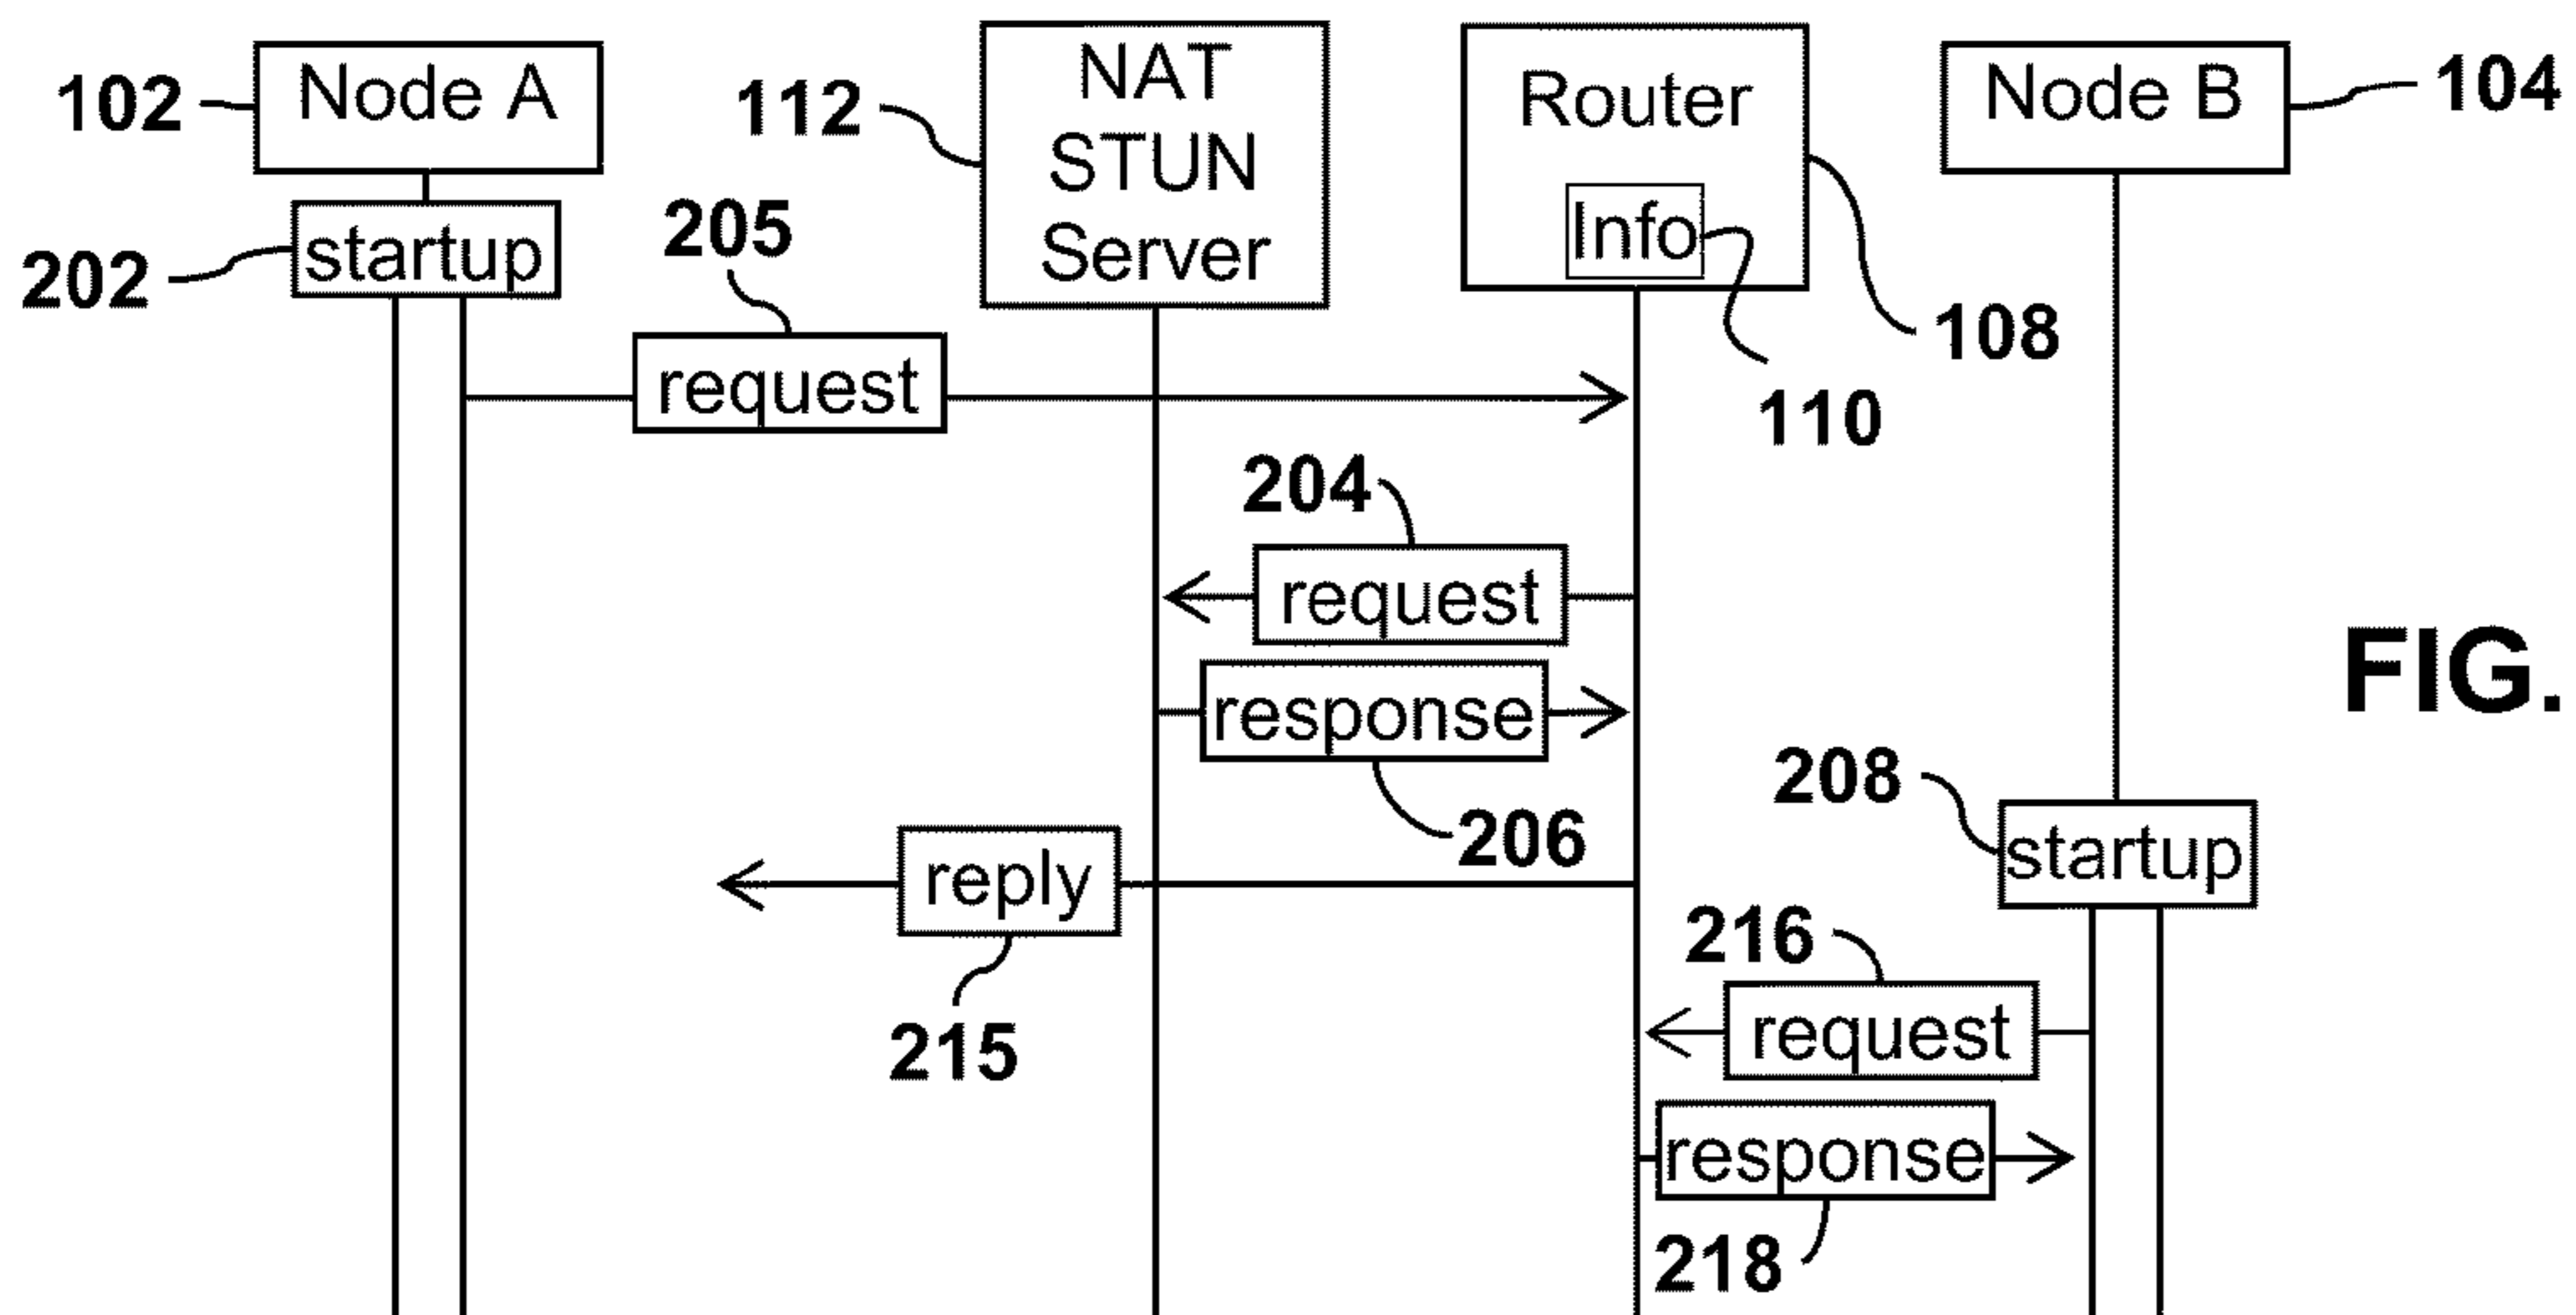 102
Node A
112
NAT
STUN
Server
Router
Info
Node B
104
202
startup
205
108
request
110
204
request
FIG.
response
208
206
reply
startup
216
215
request
response
218